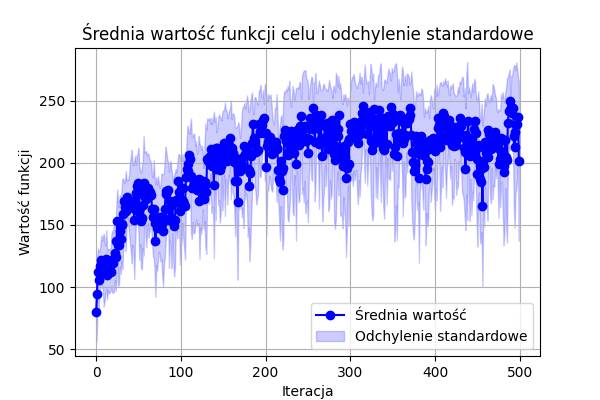 Średnia wartość funkcji celu i odchylenie standardowe
Wartość funkcji
250
200
150
100
50
Średnia wartość
Odchylenie standardowe
0
100
200
300
400
500
Iteracja